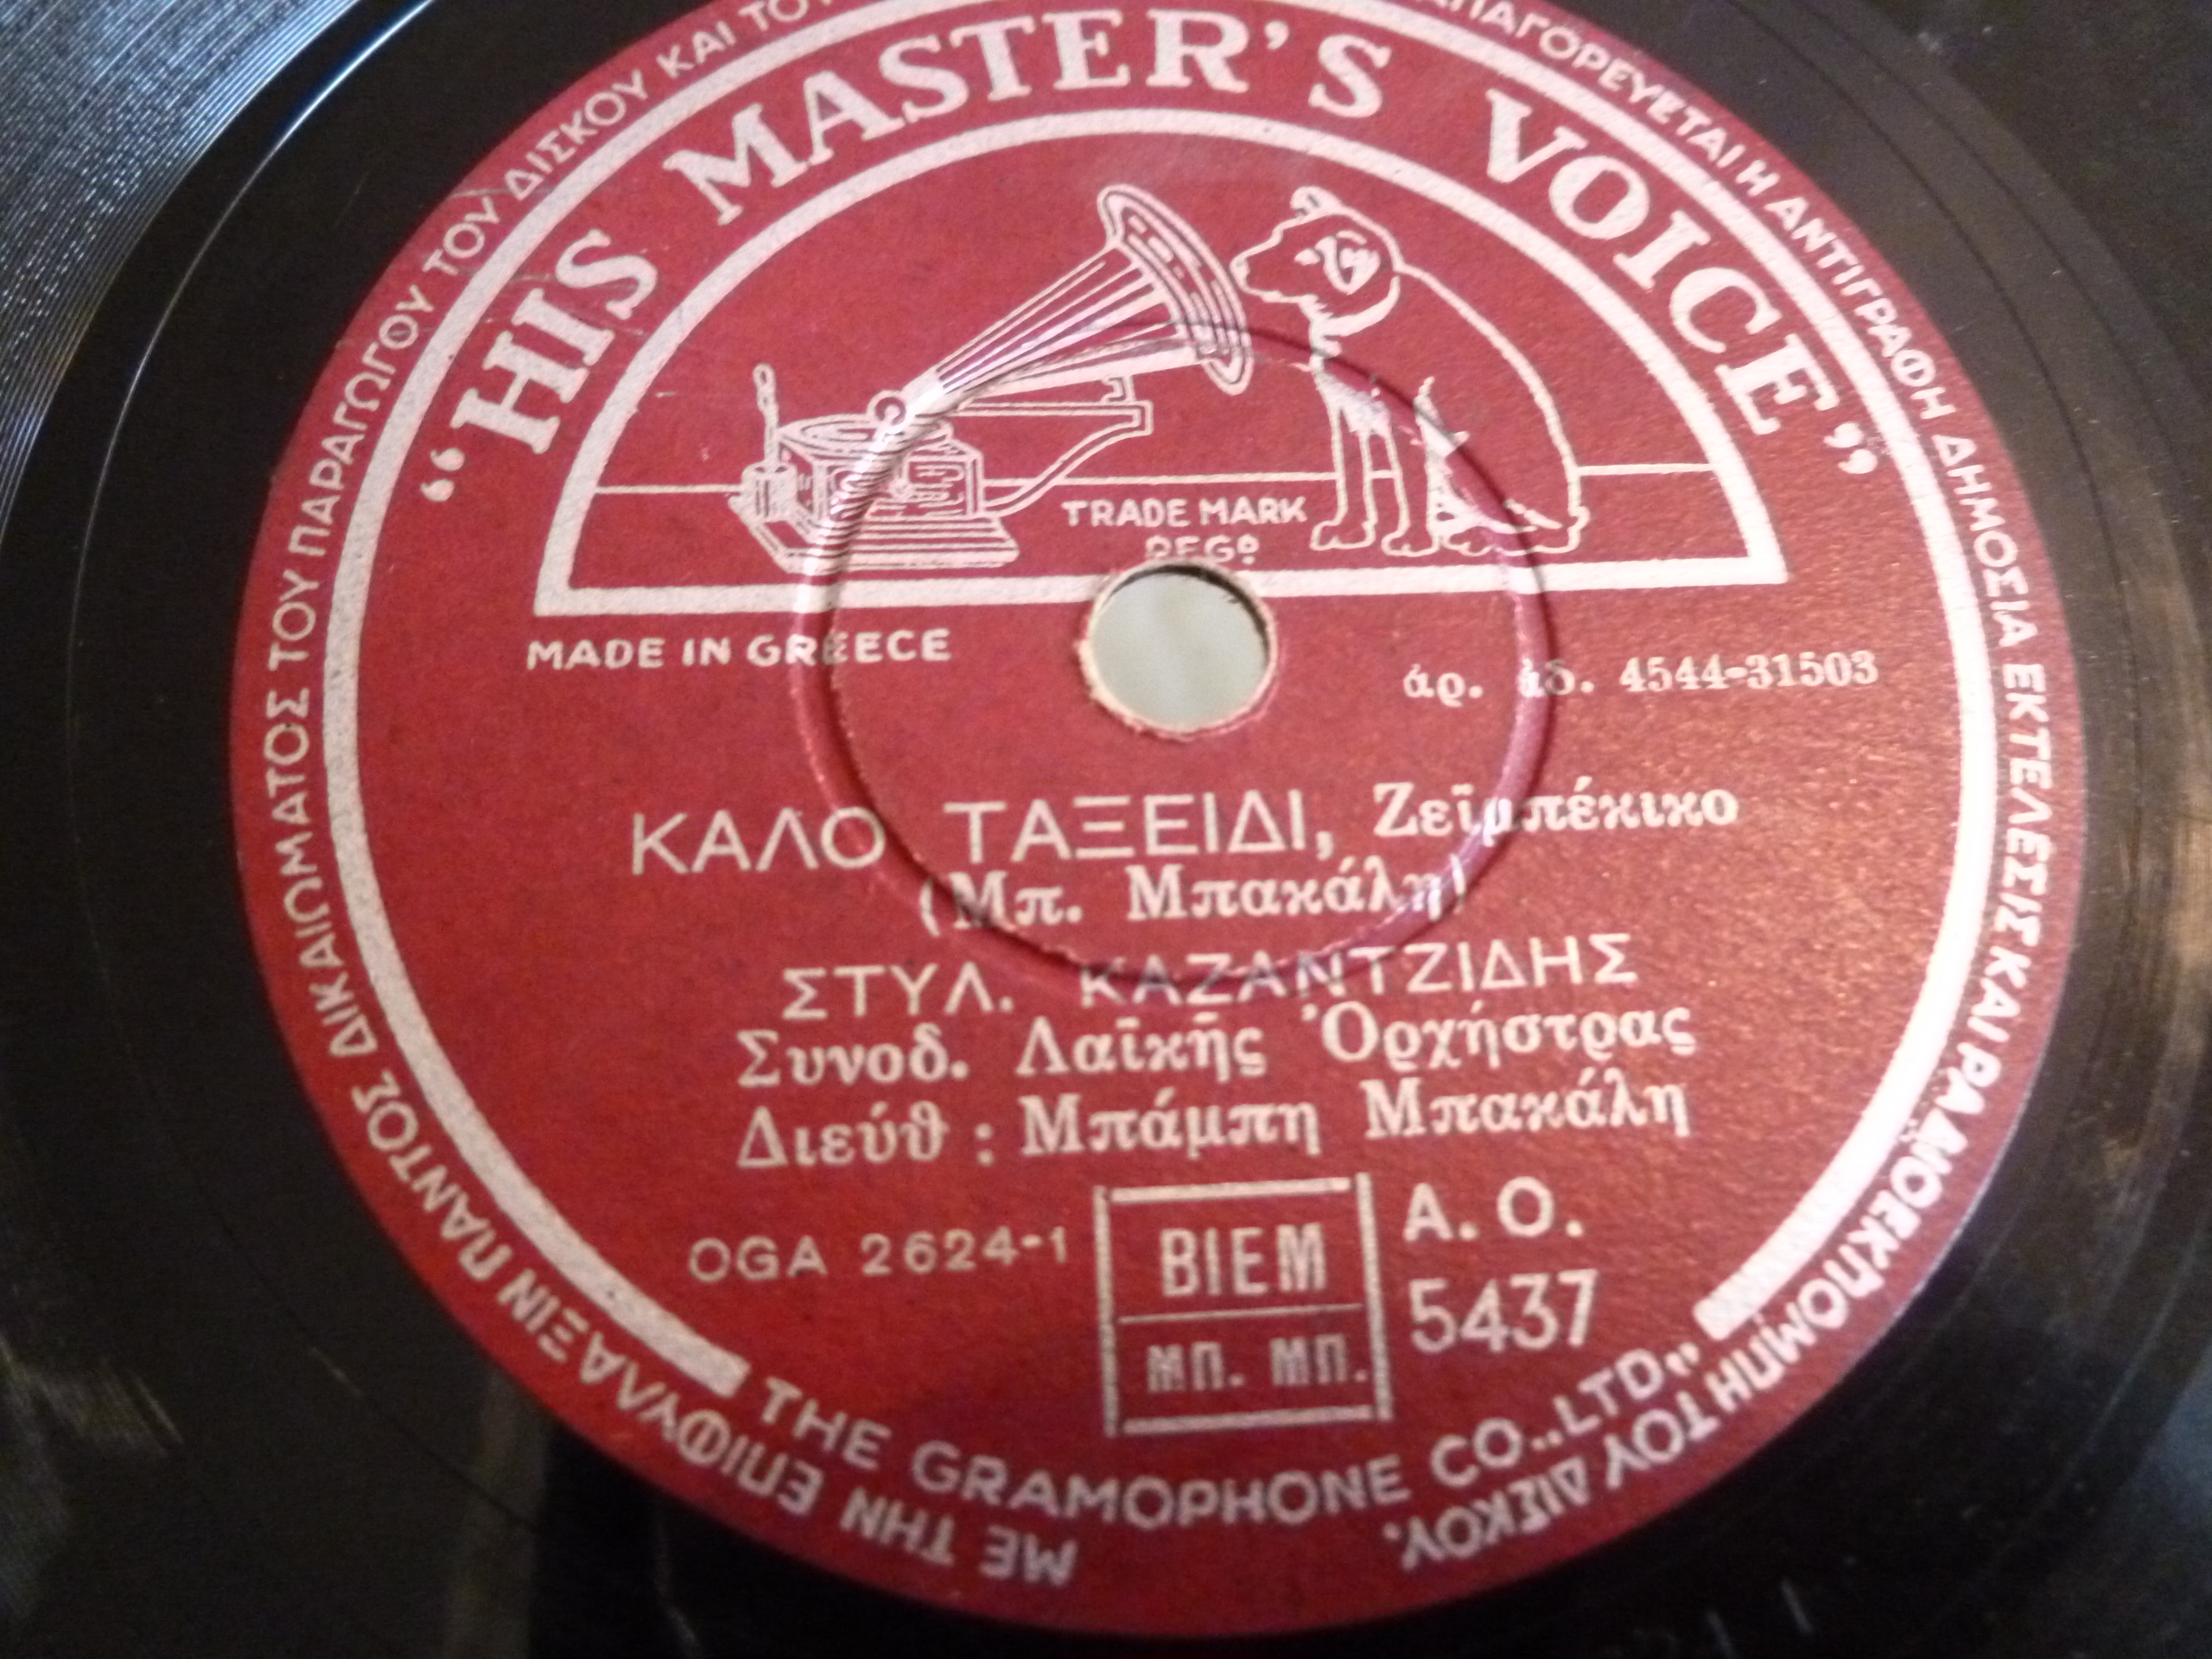 ΜΕ ΤΗΝ ΕΠΙΦΥΛΑΞΙΝ ΠΑΝΤΟΣ ΔΙΚΑΙΩΜΑΤΟΣ ΤΟΥ ΠΑΡΑΓΩΓΟΥ ΤΟΥ ΔΙΣΚΟΥ ΚΑΙ ΤΟΥ
ΑΠΑΓΟΡΕΥΕΤΑΙ Η ΑΝΤΙΓΡΑΦΗ ΔΗΜΟΣΙΑ ΕΚΤΕΛΕΣΙΣ ΚΑΙ ΡΑΔΙΟΕΚΠΟΜΠΗ ΤΟΥ ΔΙΣΚΟΥ.
“HIS MASTER'S VOICE”
TRADE MARK
REGD
MADE IN GREECE
ἀρ. ἀδ. 4544-31503
ΚΑΛΟ ΤΑΞΕΙΔΙ, Ζεϊμπέκικο
(Μπ. Μπακάλη)
ΣΤΥΛ. ΚΑΖΑΝΤΖΙΔΗΣ
Συνοδ. Λαϊκῆς Ὀρχήστρας
Διεύθ : Μπάμπη Μπακάλη
OGA 2624-1
BIEM
ΜΠ. ΜΠ.
A. O.
5437
THE GRAMOPHONE CO., LTD.,